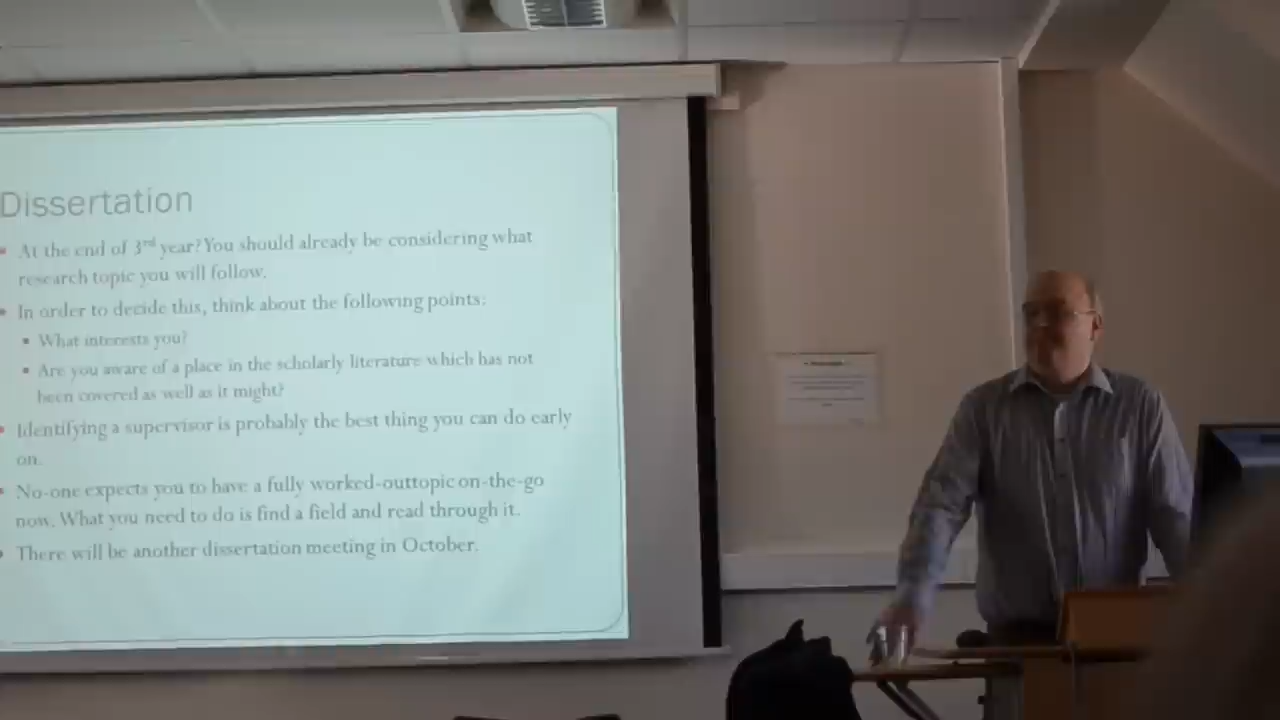 Dissertation
At the end of 3rd year? You should already be considering what
research topic you will follow.
In order to decide this, think about the following points:
What interests you?
Are you aware of a place in the scholarly literature which has not
been covered as well as it might?
Identifying a supervisor is probably the best thing you can do early
on.
No-one expects you to have a fully worked-outtopic on-the-go
now. What you need to do is find a field and read through it.
There will be another dissertation meeting in October.